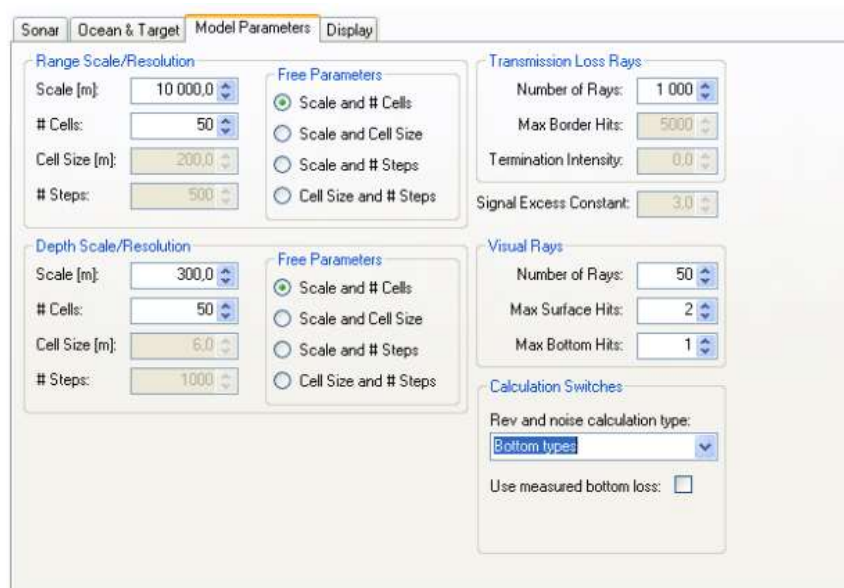 Sonar Ocean & Target Model Parameters Display
Range Scale/Resolution
Scale [m]: 10 000,0
# Cells: 50
Cell Size [m]: 200,0
# Steps: 500
Free Parameters
Scale and # Cells
Scale and Cell Size
Scale and # Steps
Cell Size and # Steps
Transmission Loss Rays
Number of Rays: 1 000
Max Border Hits: 5000
Termination Intensity: 0,0
Signal Excess Constant: 3,0
Depth Scale/Resolution
Scale [m]: 300,0
# Cells: 50
Cell Size [m]: 6,0
# Steps: 1000
Free Parameters
Scale and # Cells
Scale and Cell Size
Scale and # Steps
Cell Size and # Steps
Visual Rays
Number of Rays: 50
Max Surface Hits: 2
Max Bottom Hits: 1
Calculation Switches
Rev and noise calculation type:
Bottom types
Use measured bottom loss: